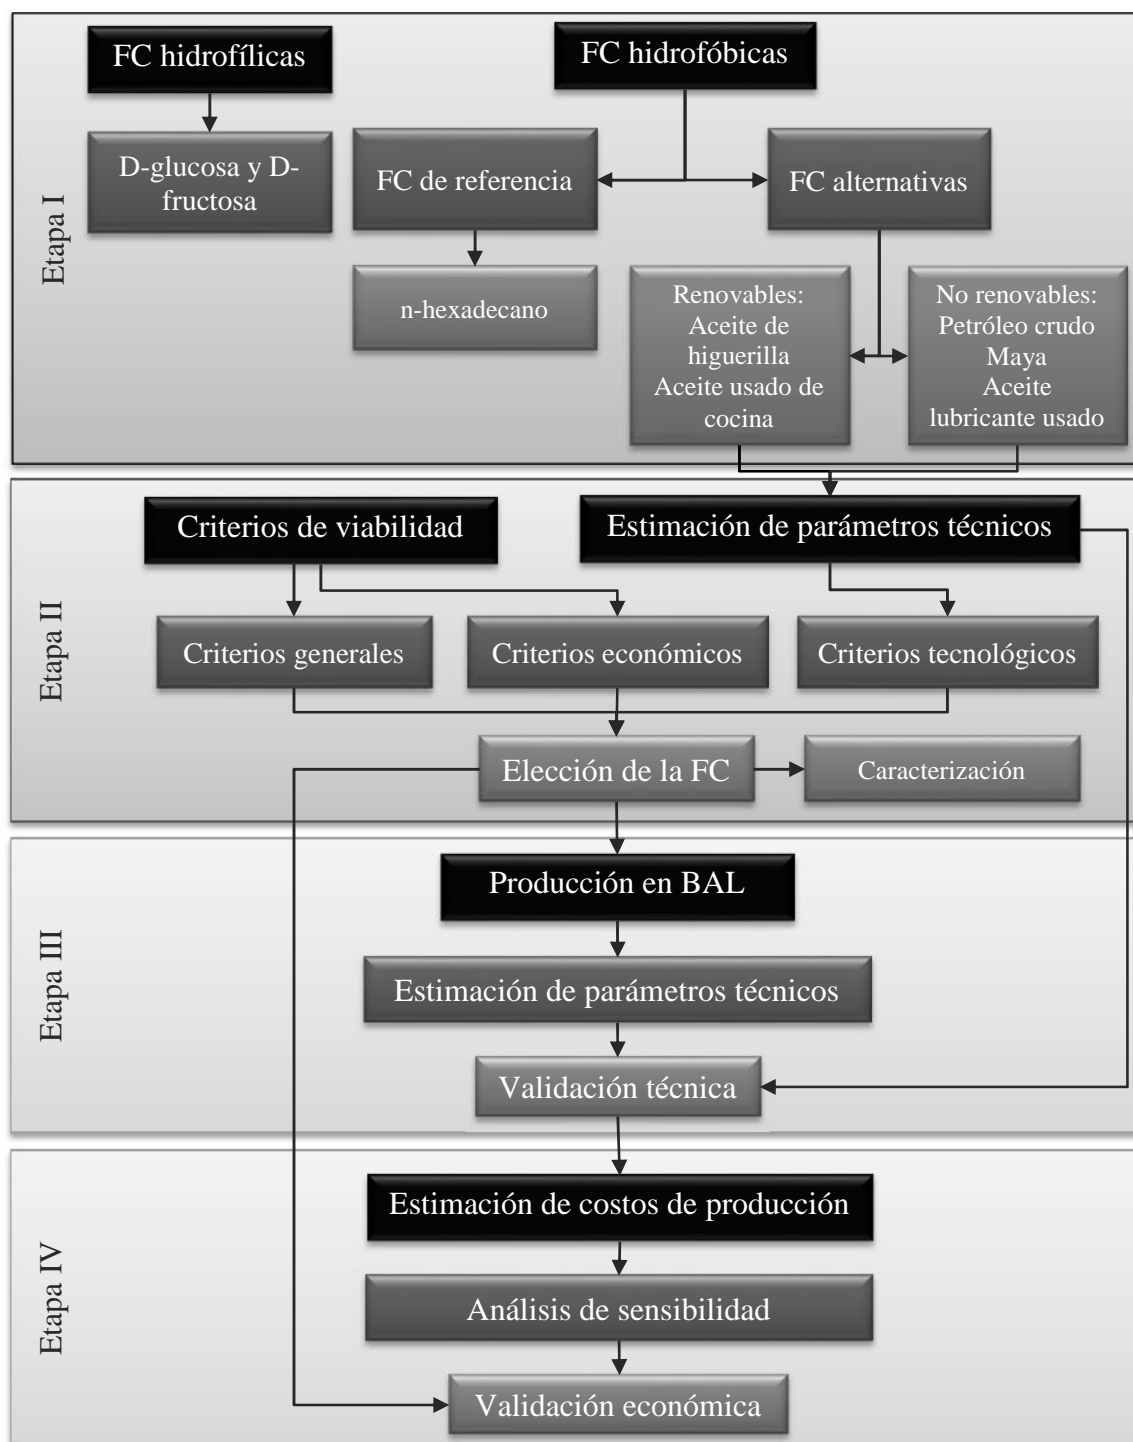 Etapa I
FC hidrofílicas
FC hidrofóbicas
D-glucosa y D-
fructosa
FC de referencia
FC alternativas
n-hexadecano
Renovables:
Aceite de
higuerilla
Aceite usado de
cocina
No renovables:
Petróleo crudo
Maya
Aceite
lubricante usado
Etapa II
Criterios de viabilidad
Estimación de parámetros técnicos
Criterios generales
Criterios económicos
Criterios tecnológicos
Elección de la FC
Caracterización
Etapa III
Producción en BAL
Estimación de parámetros técnicos
Validación técnica
Etapa IV
Estimación de costos de producción
Análisis de sensibilidad
Validación económica